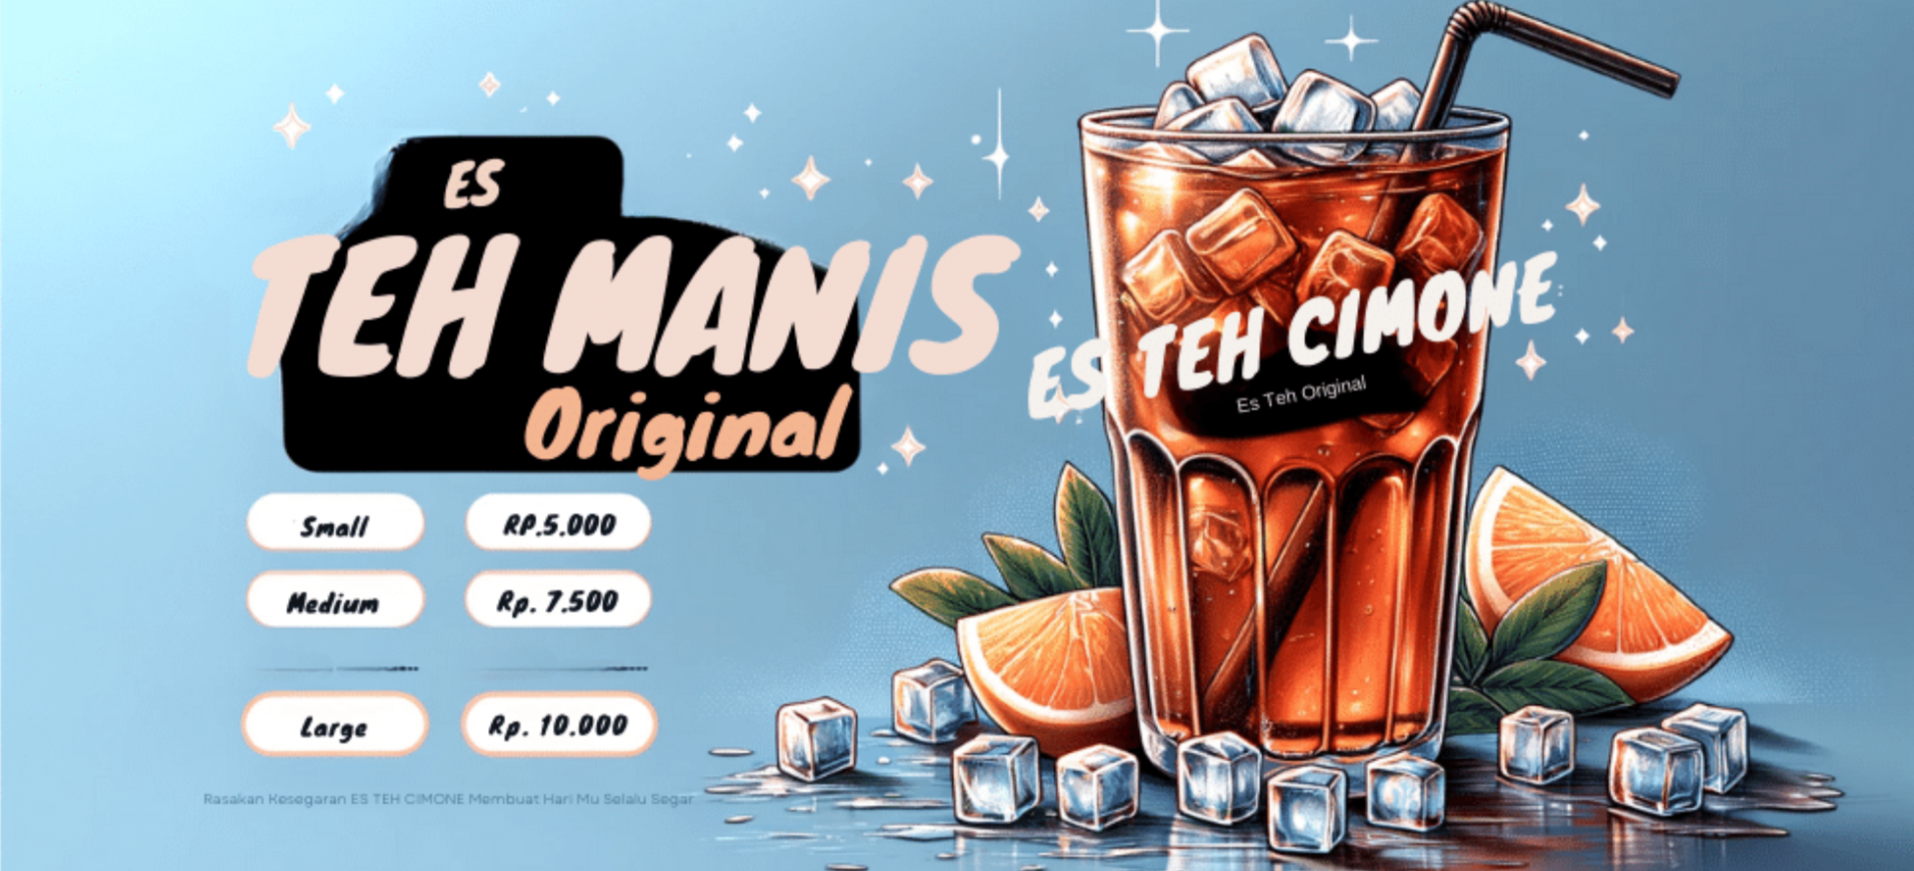 ES
TEH MANIS
Original
Small RP.5.000
Medium Rp. 7.500
Large Rp. 10.000
Rasakan Kesegaran ES TEH CIMONE Membuat Hari Mu Selalu Segar
ES TEH CIMONE
Es Teh Original